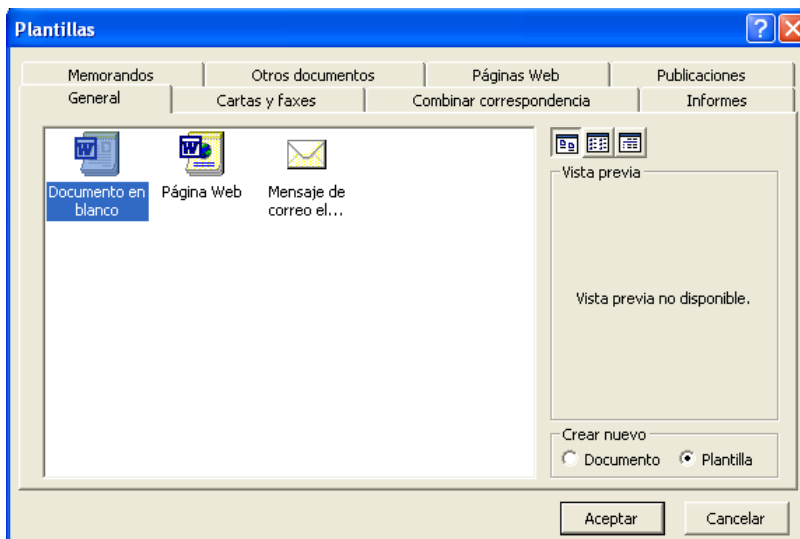 Plantillas
Memorandos
Otros documentos
Páginas Web
Publicaciones
General
Cartas y faxes
Combinar correspondencia
Informes
Documento en
blanco
Página Web
Mensaje de
correo el...
Vista previa
Vista previa no disponible.
Crear nuevo
Documento
Plantilla
Aceptar
Cancelar